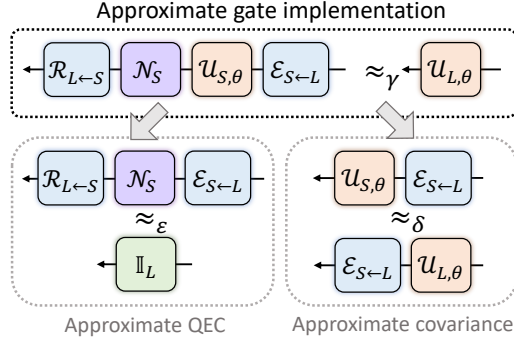 Approximate gate implementation
ℛ_{L←S} 𝒩_S 𝒰_{S,θ} ℰ_{S←L} ≈_γ 𝒰_{L,θ}
ℛ_{L←S} 𝒩_S ℰ_{S←L}
≈_ε
𝕀_L
Approximate QEC
𝒰_{S,θ} ℰ_{S←L}
≈_δ
ℰ_{S←L} 𝒰_{L,θ}
Approximate covariance